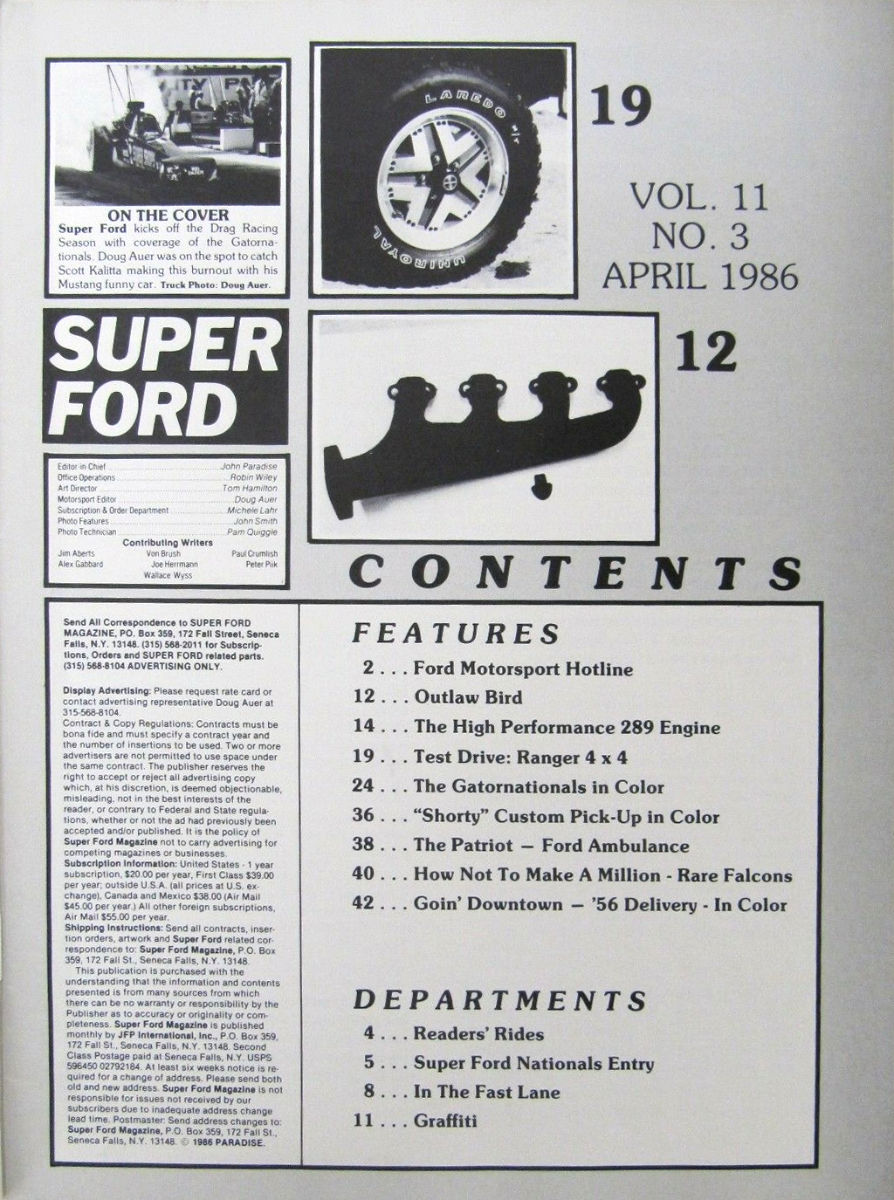 ON THE COVER
Super Ford kicks off the Drag Racing
Season with coverage of the Gatorna-
tionals. Doug Auer was on the spot to catch
Scott Kalitta making this burnout with his
Mustang funny car. Truck Photo: Doug Auer.
LAREDO
UNIROYAL
19
VOL. 11
NO. 3
APRIL 1986
SUPER
FORD
12
Editor-in-Chief John Paradise
Office Operations Robin Wiley
Art Director Tom Hamilton
Motorsport Editor Doug Auer
Subscription & Order Department Michele Lahr
Photo Features John Smith
Photo Technician Pam Quiggle
Contributing Writers
Jim Aberts Von Brush Paul Crumlish
Alex Gabbard Joe Herrmann Peter Piik
Wallace Wyss
CONTENTS
Send All Correspondence to SUPER FORD
MAGAZINE, P.O. Box 359, 172 Fall Street, Seneca
Falls, N.Y. 13148. (315) 568-2011 for Subscrip-
tions, Orders and SUPER FORD related parts.
(315) 568-8104 ADVERTISING ONLY.
Display Advertising: Please request rate card or
contact advertising representative Doug Auer at
315-568-8104.
Contract & Copy Regulations: Contracts must be
bona fide and must specify a contract year and
the number of insertions to be used. Two or more
advertisers are not permitted to use space under
the same contract. The publisher reserves the
right to accept or reject all advertising copy
which, at his discretion, is deemed objectionable,
misleading, not in the best interests of the
reader, or contrary to Federal and State regula-
tions, whether or not the ad had previously been
accepted and/or published. It is the policy of
Super Ford Magazine not to carry advertising for
competing magazines or businesses.
Subscription Information: United States - 1 year
subscription, $20.00 per year, First Class $39.00
per year; outside U.S.A. (all prices at U.S. ex-
change), Canada and Mexico $38.00 (Air Mail
$45.00 per year.) All other foreign subscriptions,
Air Mail $55.00 per year.
Shipping Instructions: Send all contracts, inser-
tion orders, artwork and Super Ford related cor-
respondence to: Super Ford Magazine, P.O. Box
359, 172 Fall St., Seneca Falls, N.Y. 13148.
This publication is purchased with the
understanding that the information and contents
presented is from many sources from which
there can be no warranty or responsibility by the
Publisher as to accuracy or originality or com-
pleteness. Super Ford Magazine is published
monthly by JFP International, Inc., P.O. Box 359,
172 Fall St., Seneca Falls, N.Y. 13148. Second
Class Postage paid at Seneca Falls, N.Y. USPS
596450 02792184. At least six weeks notice is re-
quired for a change of address. Please send both
old and new address. Super Ford Magazine is not
responsible for issues not received by our
subscribers due to inadequate address change
lead time. Postmaster: Send address changes to:
Super Ford Magazine, P.O. Box 359, 172 Fall St.,
Seneca Falls, N.Y. 13148. © 1986 PARADISE.
FEATURES
2 . . . Ford Motorsport Hotline
12 . . . Outlaw Bird
14 . . . The High Performance 289 Engine
19 . . . Test Drive: Ranger 4 x 4
24 . . . The Gatornationals in Color
36 . . . “Shorty” Custom Pick-Up in Color
38 . . . The Patriot — Ford Ambulance
40 . . . How Not To Make A Million - Rare Falcons
42 . . . Goin’ Downtown — ’56 Delivery - In Color
DEPARTMENTS
4 . . . Readers’ Rides
5 . . . Super Ford Nationals Entry
8 . . . In The Fast Lane
11 . . . Graffiti